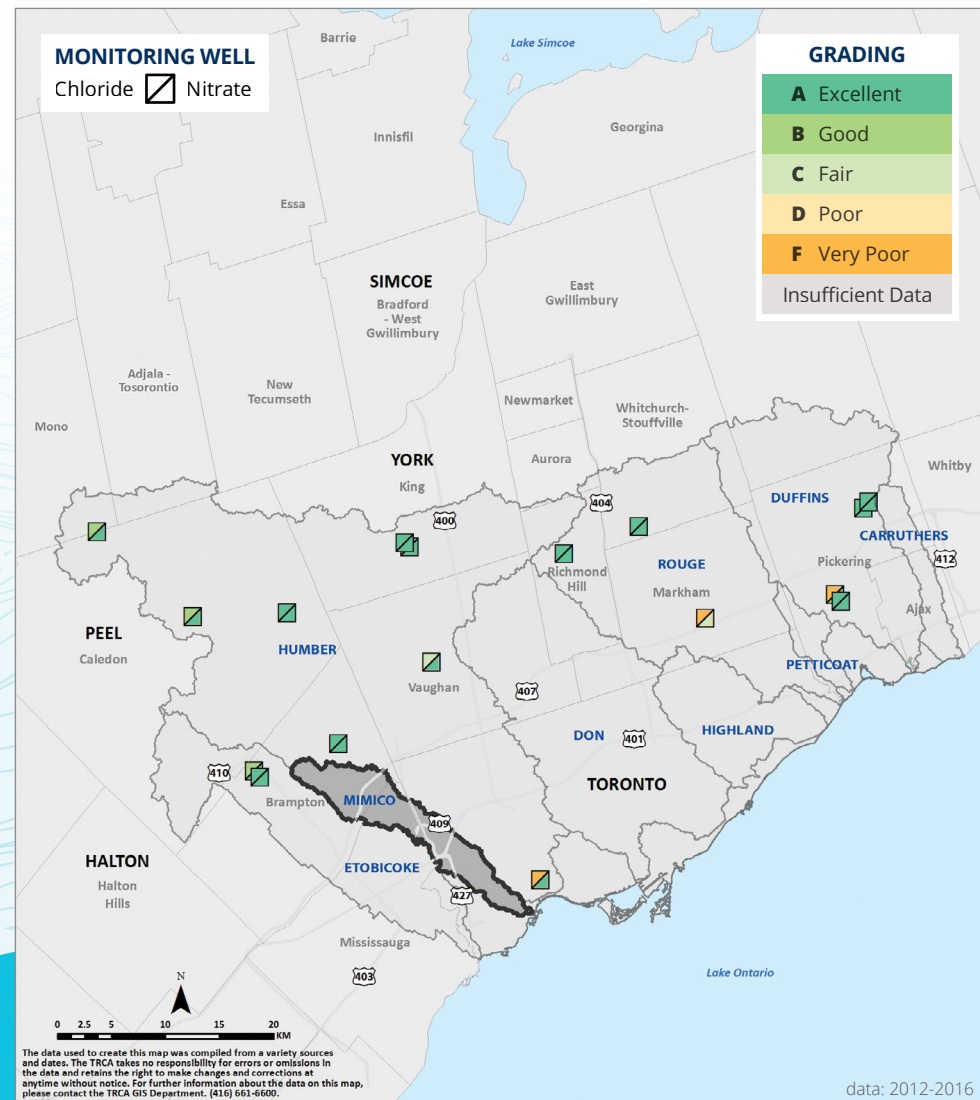 MONITORING WELL
Chloride Nitrate
GRADING
A Excellent
B Good
C Fair
D Poor
F Very Poor
Insufficient Data
Barrie
Lake Simcoe
Innisfil
Georgina
Essa
SIMCOE
Bradford
- West
Gwillimbury
East
Gwillimbury
Adjala -
Tosorontio
New
Tecumseth
Newmarket
Whitchurch-
Stouffville
Mono
YORK
Aurora
King
Whitby
400
404
DUFFINS
CARRUTHERS
412
Pickering
Richmond
Hill
ROUGE
Markham
Ajax
PEEL
Caledon
HUMBER
PETTICOAT
Vaughan
407
DON
401
HIGHLAND
410
TORONTO
Brampton
MIMICO
409
HALTON
Halton
Hills
ETOBICOKE
427
Mississauga
403
Lake Ontario
N
0 2.5 5 10 15 20
KM
The data used to create this map was compiled from a variety sources
and dates. The TRCA takes no responsibility for errors or omissions in
the data and retains the right to make changes and corrections at
anytime without notice. For further information about the data on this map,
please contact the TRCA GIS Department. (416) 661-6600.
data: 2012-2016